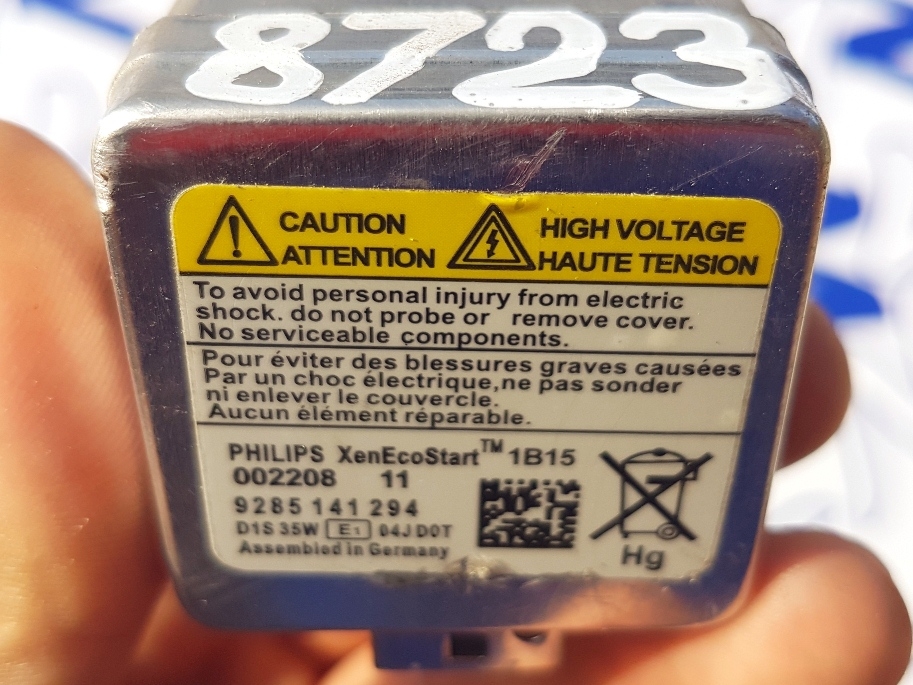 8723
CAUTION
ATTENTION
HIGH VOLTAGE
HAUTE TENSION
To avoid personal injury from electric
shock. do not probe or remove cover.
No serviceable components.
Pour éviter des blessures graves causées
Par un choc électrique,ne pas sonder
ni enlever le couvercle.
Aucun élément réparable.
PHILIPS XenEcoStart™ 1B15
002208 11
9285 141 294
D1S 35W E1 04J DOT
Assembled in Germany
Hg